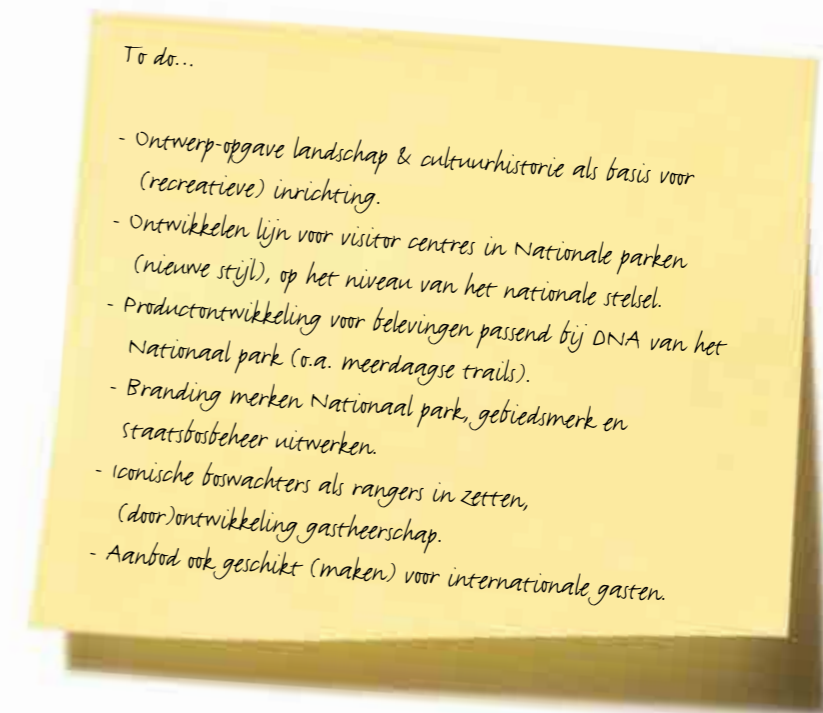 To do...
- Ontwerp-opgave landschap & cultuurhistorie als basis voor
(recreatieve) inrichting.
- Ontwikkelen lijn voor visitor centres in Nationale parken
(nieuwe stijl), op het niveau van het nationale stelsel.
- Productontwikkeling voor belevingen passend bij DNA van het
Nationaal park (o.a. meerdaagse trails).
- Branding merken Nationaal park, gebiedsmerk en
Staatsbosbeheer uitwerken.
- Iconische boswachters als rangers in zetten,
(door)ontwikkeling gastheerschap.
- Aanbod ook geschikt (maken) voor internationale gasten.